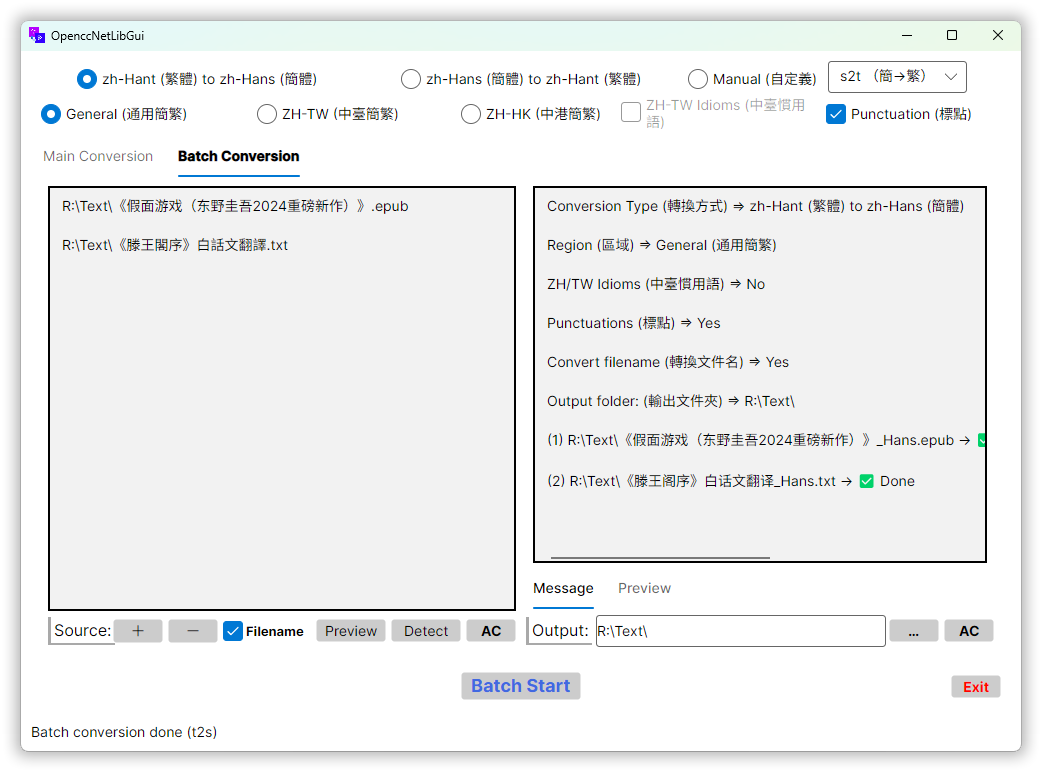 OpenccNetLibGui
zh-Hant (繁體) to zh-Hans (簡體)
zh-Hans (簡體) to zh-Hant (繁體)
Manual (自定義)
s2t （簡→繁）
General (通用簡繁)
ZH-TW (中臺簡繁)
ZH-HK (中港簡繁)
ZH-TW Idioms (中臺慣用
語)
Punctuation (標點)
Main Conversion
Batch Conversion
R:\Text\《假面游戏（东野圭吾2024重磅新作）》.epub
R:\Text\《滕王閣序》白話文翻譯.txt
Conversion Type (轉換方式) => zh-Hant (繁體) to zh-Hans (簡體)
Region (區域) => General (通用簡繁)
ZH/TW Idioms (中臺慣用語) => No
Punctuations (標點) => Yes
Convert filename (轉換文件名) => Yes
Output folder: (輸出文件夾) => R:\Text\
(1) R:\Text\《假面游戏（东野圭吾2024重磅新作）》_Hans.epub -> ✅
(2) R:\Text\《滕王阁序》白话文翻译_Hans.txt -> ✅ Done
Message
Preview
Source:
+
−
Filename
Preview
Detect
AC
Output:
R:\Text\
...
AC
Batch Start
Exit
Batch conversion done (t2s)